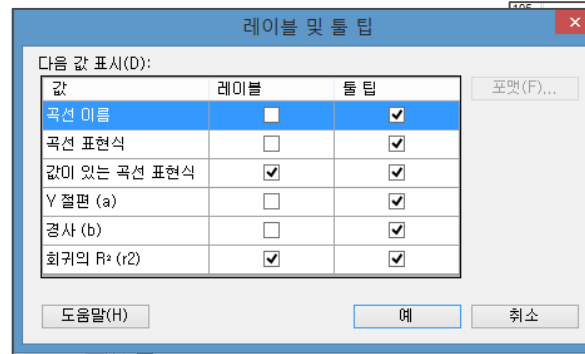 105
레이블 및 툴 팁
다음 값 표시(D):
값 레이블 툴 팁 포맷(F)...
곡선 이름
곡선 표현식
값이 있는 곡선 표현식
Y 절편 (a)
경사 (b)
회귀의 R² (r2)
도움말(H) 예 취소